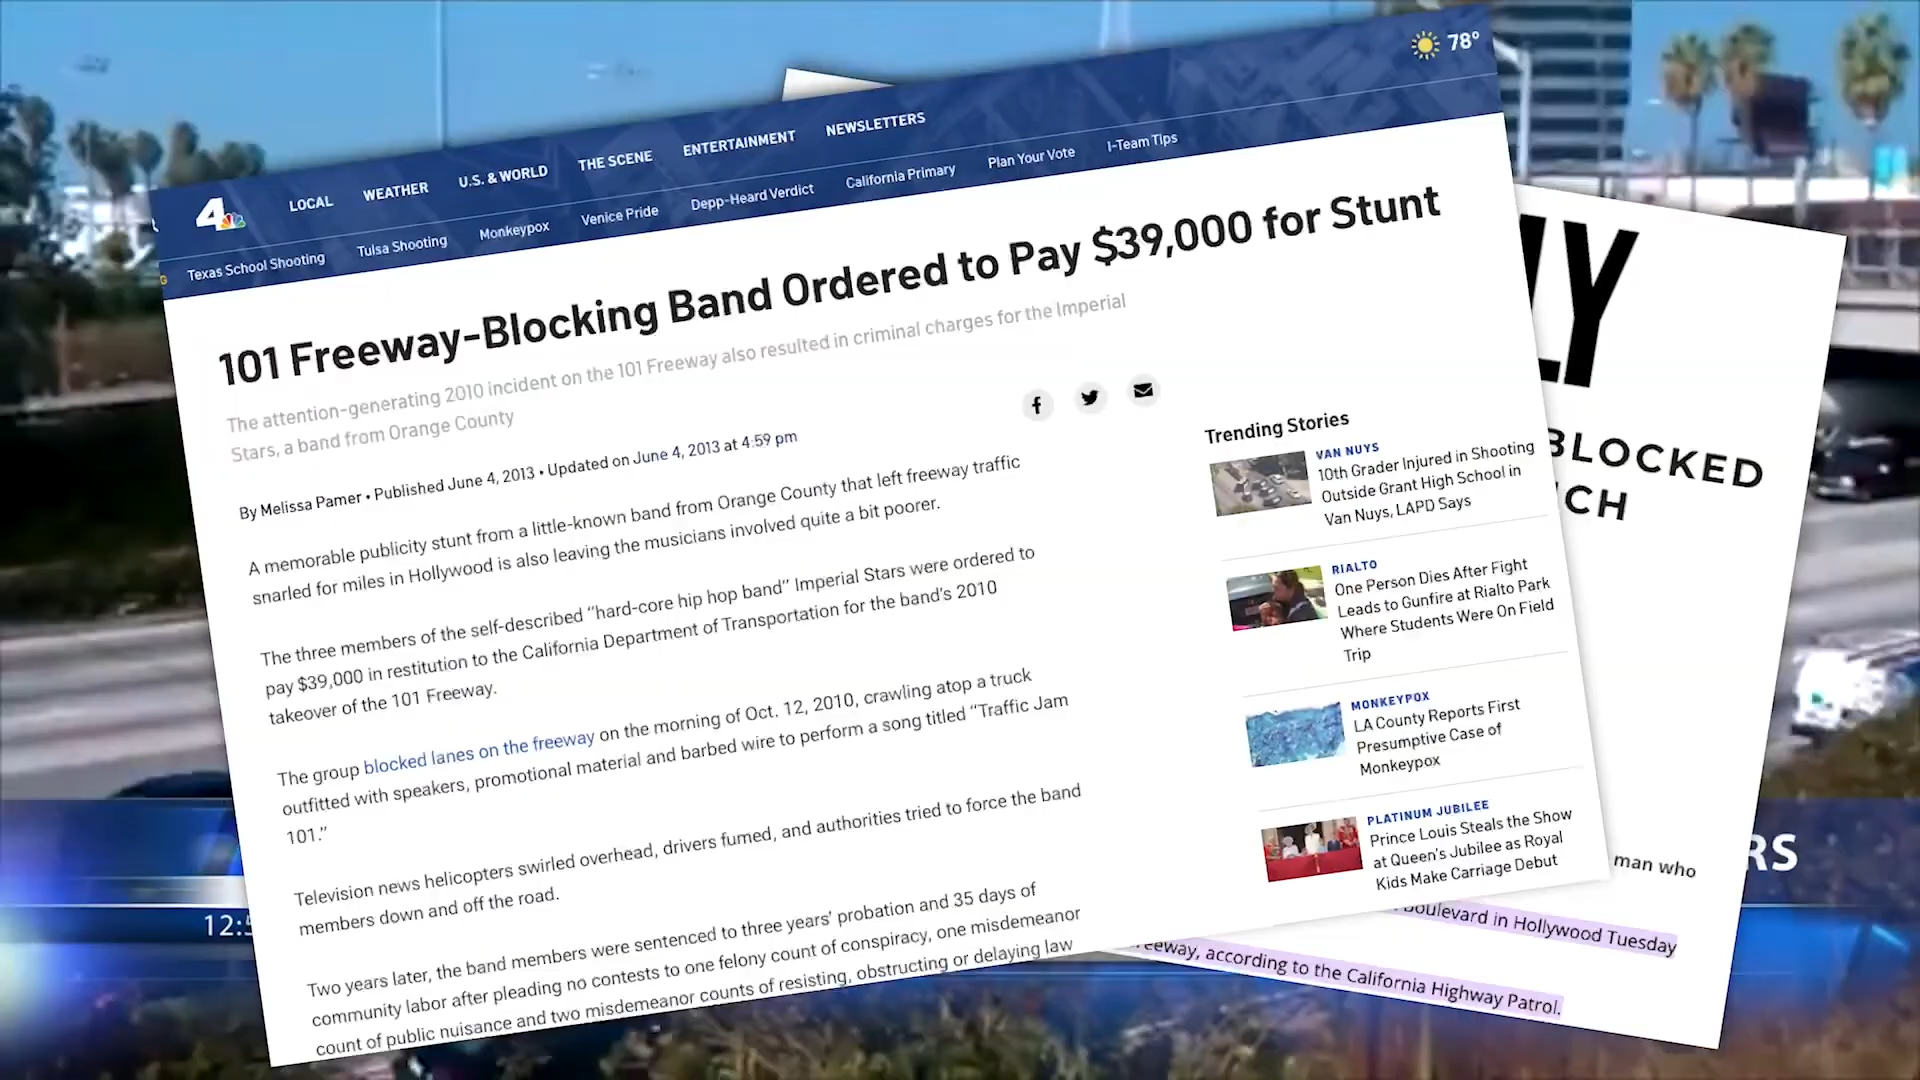 78°
4
LOCAL WEATHER U.S. & WORLD THE SCENE ENTERTAINMENT NEWSLETTERS
Texas School Shooting Tulsa Shooting Monkeypox Venice Pride Depp-Heard Verdict California Primary Plan Your Vote I-Team Tips
101 Freeway-Blocking Band Ordered to Pay $39,000 for Stunt
The attention-generating 2010 incident on the 101 Freeway also resulted in criminal charges for the Imperial
Stars, a band from Orange County
By Melissa Pamer • Published June 4, 2013 • Updated on June 4, 2013 at 4:59 pm
A memorable publicity stunt from a little-known band from Orange County that left freeway traffic
snarled for miles in Hollywood is also leaving the musicians involved quite a bit poorer.
The three members of the self-described “hard-core hip hop band” Imperial Stars were ordered to
pay $39,000 in restitution to the California Department of Transportation for the band's 2010
takeover of the 101 Freeway.
The group blocked lanes on the freeway on the morning of Oct. 12, 2010, crawling atop a truck
outfitted with speakers, promotional material and barbed wire to perform a song titled “Traffic Jam
101.”
Television news helicopters swirled overhead, drivers fumed, and authorities tried to force the band
members down and off the road.
Two years later, the band members were sentenced to three years' probation and 35 days of
community labor after pleading no contests to one felony count of conspiracy, one misdemeanor
count of public nuisance and two misdemeanor counts of resisting, obstructing or delaying law
Trending Stories
VAN NUYS
10th Grader Injured in Shooting
Outside Grant High School in
Van Nuys, LAPD Says
RIALTO
One Person Dies After Fight
Leads to Gunfire at Rialto Park
Where Students Were On Field
Trip
MONKEYPOX
LA County Reports First
Presumptive Case of
Monkeypox
PLATINUM JUBILEE
Prince Louis Steals the Show
at Queen's Jubilee as Royal
Kids Make Carriage Debut
LY
BLOCKED
CH
man who
Boulevard in Hollywood Tuesday
reeway, according to the California Highway Patrol.
RS
12:5